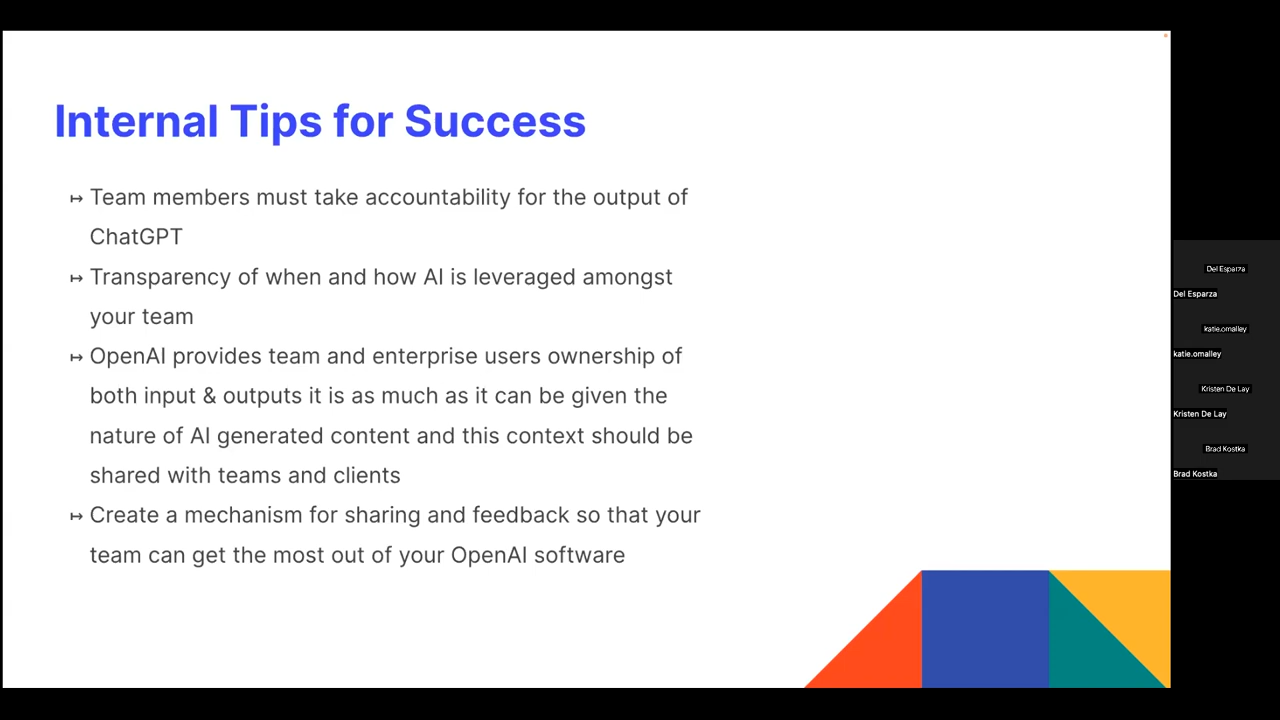 Internal Tips for Success
↦ Team members must take accountability for the output of
ChatGPT
↦ Transparency of when and how AI is leveraged amongst
your team
↦ OpenAI provides team and enterprise users ownership of
both input & outputs it is as much as it can be given the
nature of AI generated content and this context should be
shared with teams and clients
↦ Create a mechanism for sharing and feedback so that your
team can get the most out of your OpenAI software
Del Esparza
Del Esparza
katie.omalley
katie.omalley
Kristen De Lay
Kristen De Lay
Brad Kostka
Brad Kostka